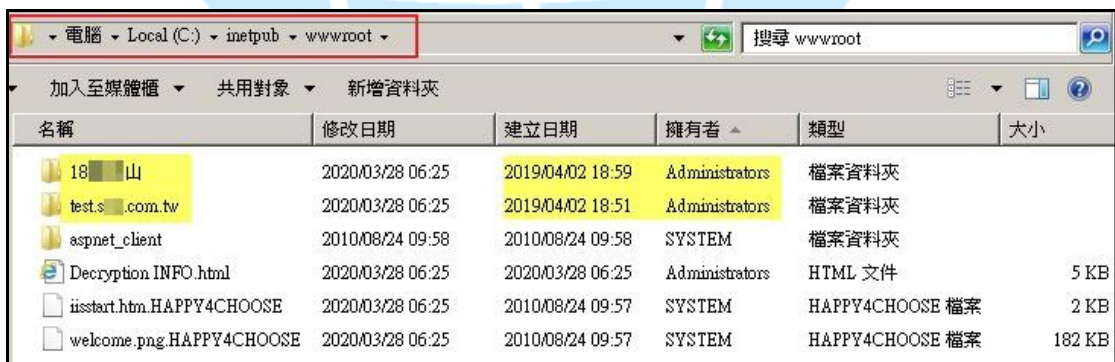 電腦 Local (C:) inetpub wwwroot 搜尋 wwwroot
加入至媒體櫃 共用對象 新增資料夾
名稱 修改日期 建立日期 擁有者 類型 大小
18 山 2020/03/28 06:25 2019/04/02 18:59 Administrators 檔案資料夾
test.s .com.tw 2020/03/28 06:25 2019/04/02 18:51 Administrators 檔案資料夾
aspnet_client 2010/08/24 09:58 2010/08/24 09:58 SYSTEM 檔案資料夾
Decryption INFO.html 2020/03/28 06:25 2020/03/28 06:25 Administrators HTML 文件 5 KB
iisstart.htm.HAPPY4CHOOSE 2020/03/28 06:25 2010/08/24 09:57 SYSTEM HAPPY4CHOOSE 檔案 2 KB
welcome.png.HAPPY4CHOOSE 2020/03/28 06:25 2010/08/24 09:57 SYSTEM HAPPY4CHOOSE 檔案 182 KB